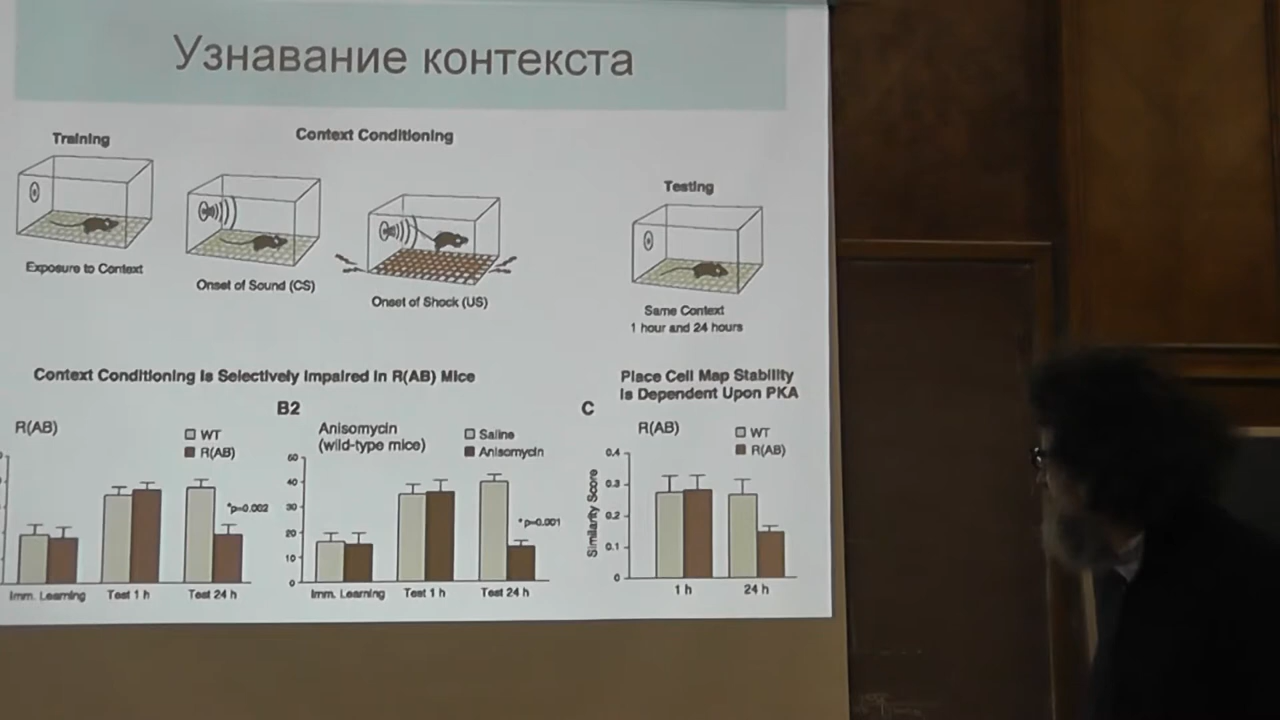 Узнавание контекста
Training
Context Conditioning
Testing
Exposure to Context
Onset of Sound (CS)
Onset of Shock (US)
Same Context
1 hour and 24 hours
Context Conditioning Is Selectively Impaired in R(AB) Mice
R(AB)
WT
R(AB)
*p=0.002
Imm. Learning
Test 1 h
Test 24 h
B2
Anisomycin
(wild-type mice)
Saline
Anisomycin
60
40
30
20
10
0
*p=0.001
Imm. Learning
Test 1 h
Test 24 h
Place Cell Map Stability
Is Dependent Upon PKA
C
R(AB)
WT
R(AB)
Similarity Score
0.4
0.3
0.2
0.1
0
1 h
24 h